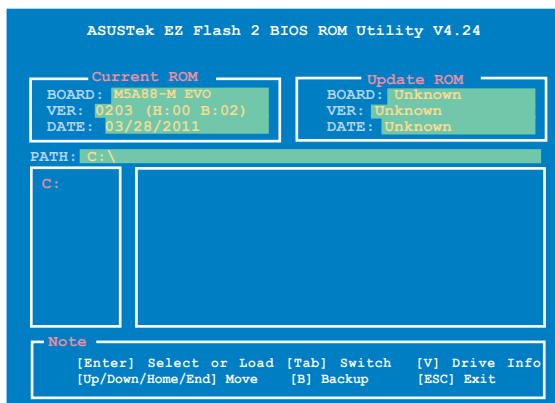 ASUSTek EZ Flash 2 BIOS ROM Utility V4.24
Current ROM
BOARD: M5A88-M EVO
VER: 0203 (H:00 B:02)
DATE: 03/28/2011
Update ROM
BOARD: Unknown
VER: Unknown
DATE: Unknown
PATH: C:\
C:
Note
[Enter] Select or Load [Tab] Switch [V] Drive Info
[Up/Down/Home/End] Move [B] Backup [ESC] Exit